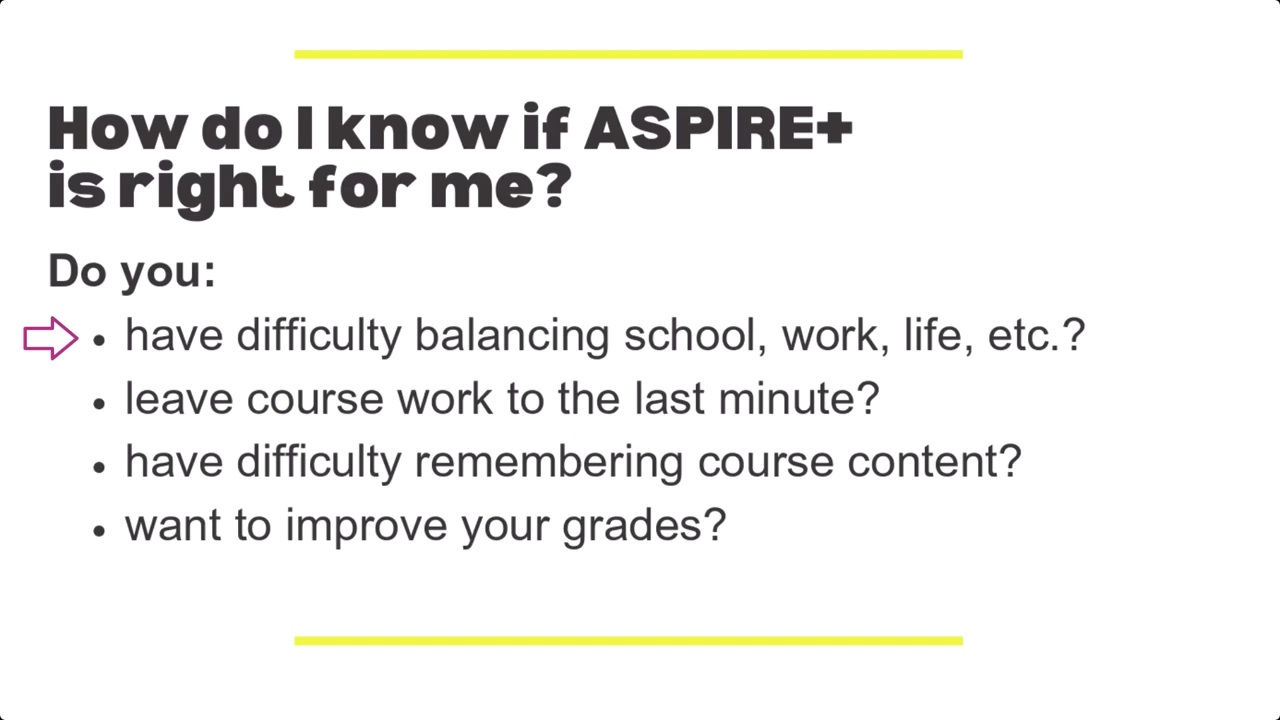 How do I know if ASPIRE+
is right for me?
Do you:
• have difficulty balancing school, work, life, etc.?
• leave course work to the last minute?
• have difficulty remembering course content?
• want to improve your grades?